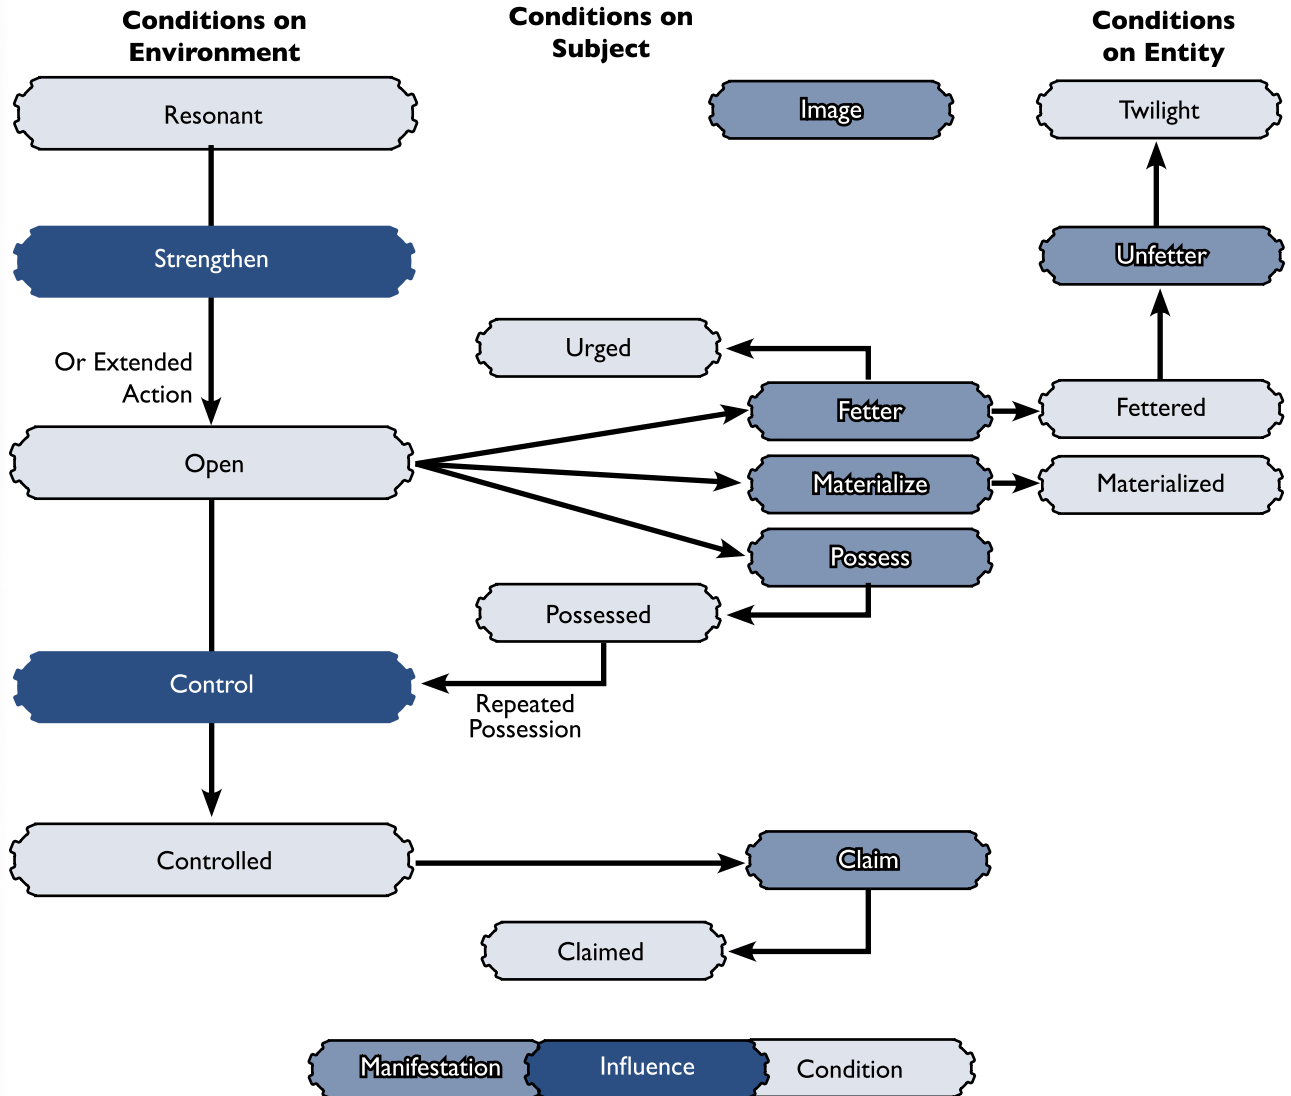 Conditions on
Environment
Conditions on
Subject
Conditions
on Entity
Resonant
Image
Twilight
Strengthen
Unfetter
Or Extended
Action
Urged
Fetter
Fettered
Open
Materialize
Materialized
Possess
Possessed
Control
Repeated
Possession
Controlled
Claim
Claimed
Manifestation
Influence
Condition